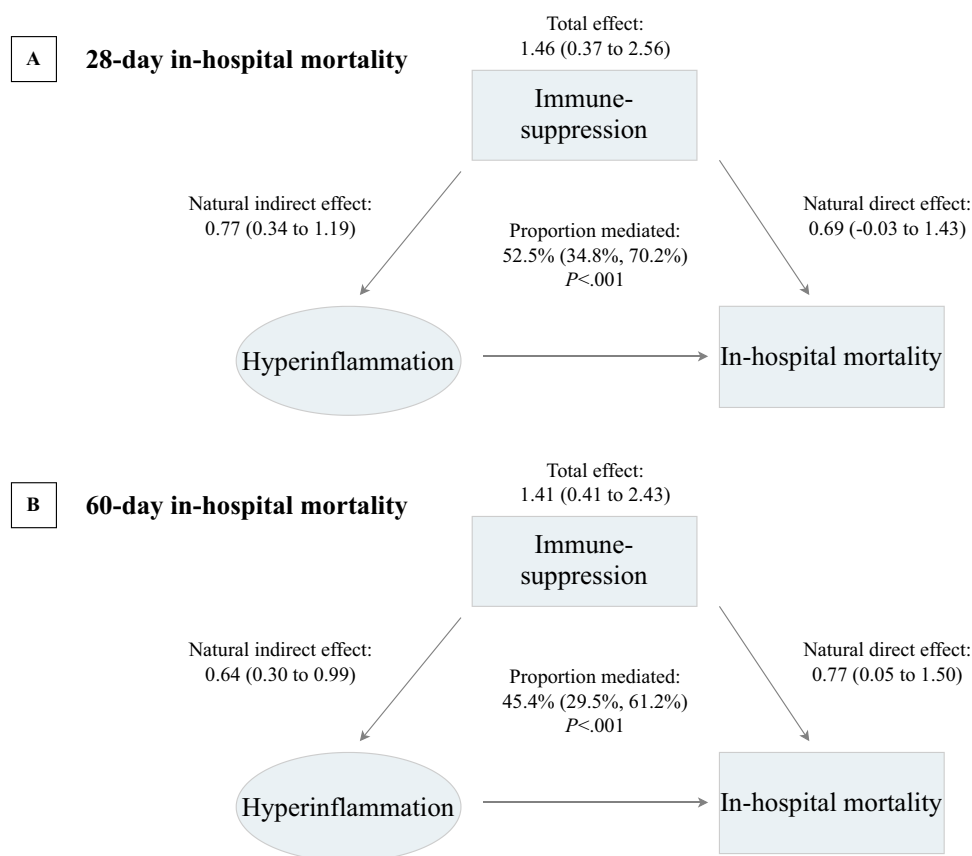 A
28-day in-hospital mortality
Total effect:
1.46 (0.37 to 2.56)
Immune-
suppression
Natural indirect effect:
0.77 (0.34 to 1.19)
Proportion mediated:
52.5% (34.8%, 70.2%)
P<.001
Natural direct effect:
0.69 (-0.03 to 1.43)
Hyperinflammation
In-hospital mortality
B
60-day in-hospital mortality
Total effect:
1.41 (0.41 to 2.43)
Immune-
suppression
Natural indirect effect:
0.64 (0.30 to 0.99)
Proportion mediated:
45.4% (29.5%, 61.2%)
P<.001
Natural direct effect:
0.77 (0.05 to 1.50)
Hyperinflammation
In-hospital mortality